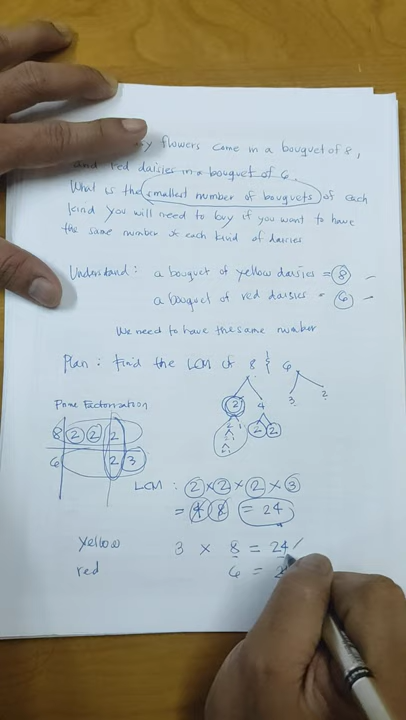 flowers come in a bouquet of 8,
and red daisies in a bouquet of 6.
What is the smallest number of bouquets of each
kind you will need to buy if you want to have
the same number of each kind of daisies
Understand: a bouquet of yellow daisies = 8
a bouquet of red daisies = 6
We need to have the same number
Plan: Find the LCM of 8 & 6
3 2
Prime Factorization 2 4
8 2 2 2 2 2
6 2 3
LCM : 2 × 2 × 2 × 3
= 8 = 24
yellow 3 × 8 = 24
red 6 =